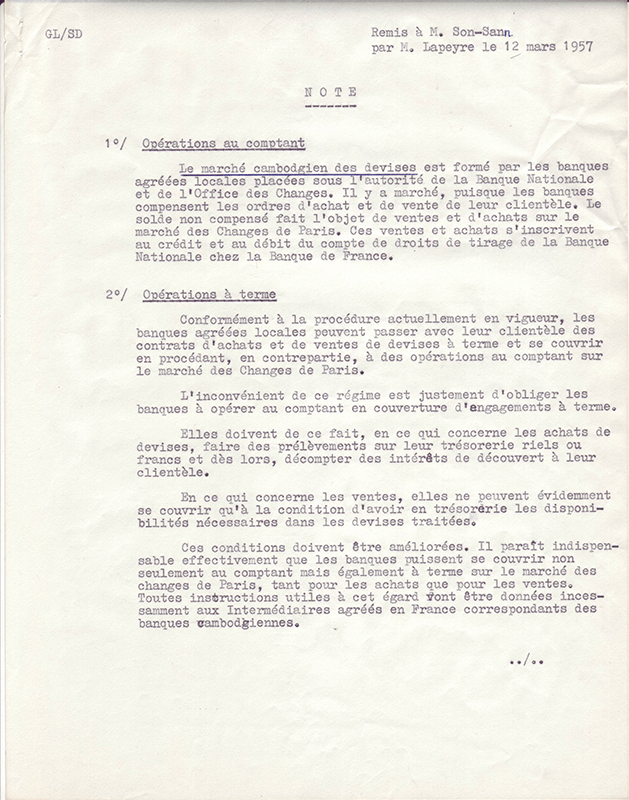 GL/SD
Remis à M. Son-Sann
par M. Lapeyre le 12 mars 1957
N O T E
1°/ Opérations au comptant
Le marché cambodgien des devises est formé par les banques
agréées locales placées sous l'autorité de la Banque Nationale
et de l'Office des Changes. Il y a marché, puisque les banques
compensent les ordres d'achat et de vente de leur clientèle. Le
solde non compensé fait l'objet de ventes et d'achats sur le
marché des Changes de Paris. Ces ventes et achats s'inscrivent
au crédit et au débit du compte de droits de tirage de la Banque
Nationale chez la Banque de France.
2°/ Opérations à terme
Conformément à la procédure actuellement en vigueur, les
banques agréées locales peuvent passer avec leur clientèle des
contrats d'achats et de ventes de devises à terme et se couvrir
en procédant, en contrepartie, à des opérations au comptant sur
le marché des Changes de Paris.
L'inconvénient de ce régime est justement d'obliger les
banques à opérer au comptant en couverture d'engagements à terme.
Elles doivent de ce fait, en ce qui concerne les achats de
devises, faire des prélèvements sur leur trésorerie riels ou
francs et dès lors, décompter des intérêts de découvert à leur
clientèle.
En ce qui concerne les ventes, elles ne peuvent évidemment
se couvrir qu'à la condition d'avoir en trésorerie les disponi-
bilités nécessaires dans les devises traitées.
Ces conditions doivent être améliorées. Il paraît indispen-
sable effectivement que les banques puissent se couvrir non
seulement au comptant mais également à terme sur le marché des
changes de Paris, tant pour les achats que pour les ventes.
Toutes instructions utiles à cet égard vont être données inces-
samment aux Intermédiaires agréés en France correspondants des
banques cambodgiennes.
../..